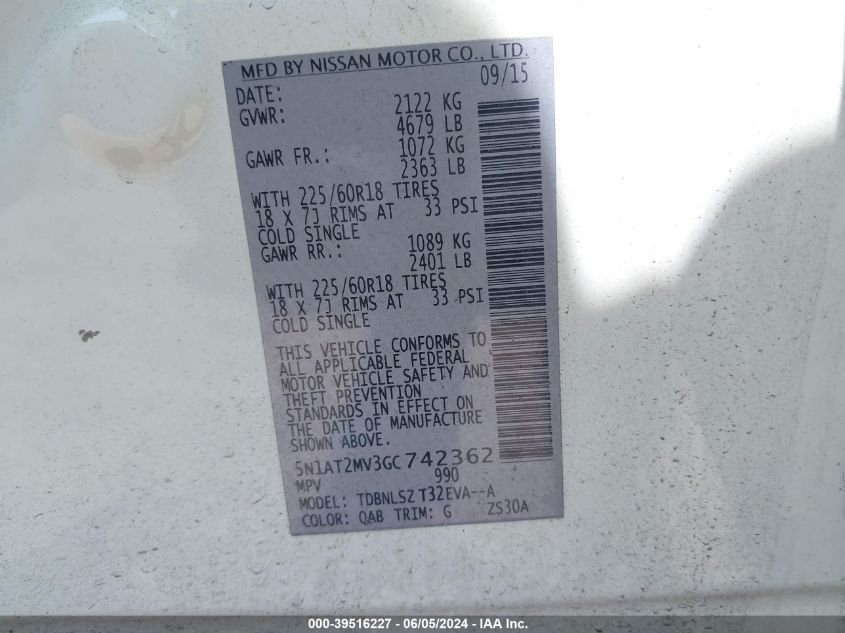 MFD BY NISSAN MOTOR CO., LTD.
DATE: 09/15
GVWR: 2122 KG
4679 LB
GAWR FR.: 1072 KG
2363 LB
WITH 225/60R18 TIRES
18 X 7J RIMS AT 33 PSI
COLD SINGLE
GAWR RR.: 1089 KG
2401 LB
WITH 225/60R18 TIRES
18 X 7J RIMS AT 33 PSI
COLD SINGLE
THIS VEHICLE CONFORMS TO
ALL APPLICABLE FEDERAL
MOTOR VEHICLE SAFETY AND
THEFT PREVENTION
STANDARDS IN EFFECT ON
THE DATE OF MANUFACTURE
SHOWN ABOVE.
5N1AT2MV3GC742362
MPV 990
MODEL: TDBNLSZ T32EVA--A
COLOR: QAB TRIM: G ZS30A
000-39516227 - 06/05/2024 - IAA Inc.